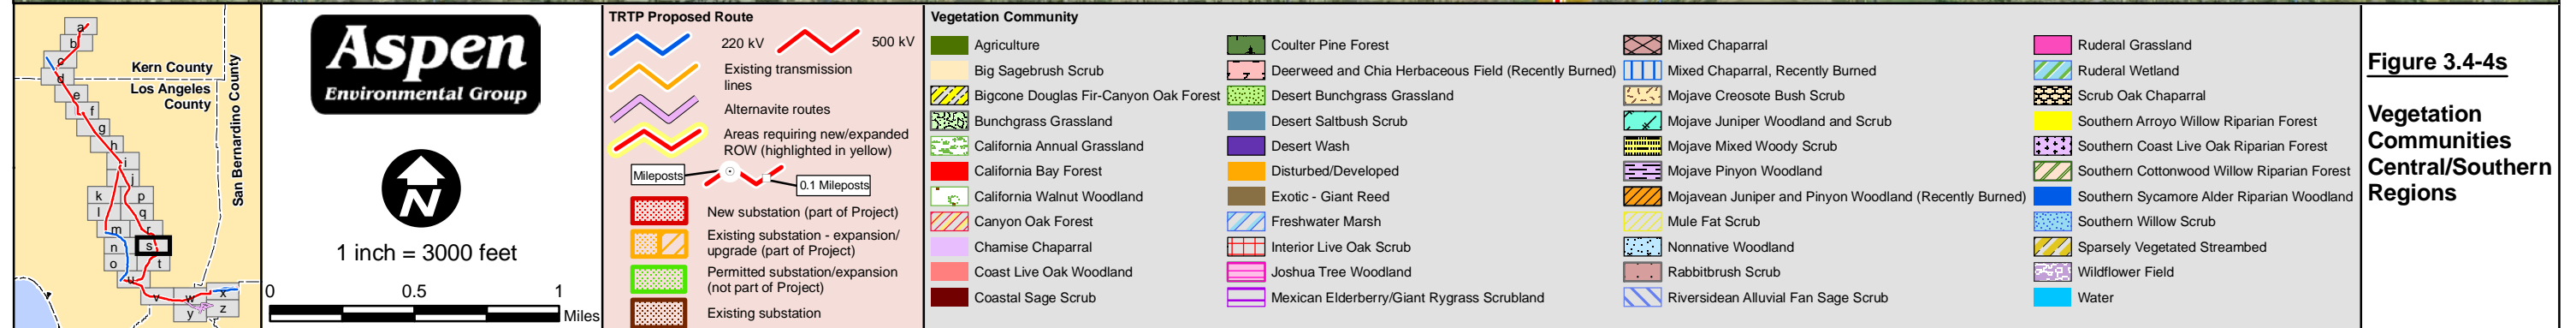 a
b
c
d
e
f
g
h
i
j
k
p
l
q
m
r
n
s
o
t
u
v
w
x
y
z
Kern County
Los Angeles
County
San Bernardino County
Aspen
Environmental Group
N
1 inch = 3000 feet
0 0.5 1
Miles
TRTP Proposed Route
220 kV
500 kV
Existing transmission
lines
Alternavite routes
Areas requiring new/expanded
ROW (highlighted in yellow)
Mileposts
0.1 Mileposts
New substation (part of Project)
Existing substation - expansion/
upgrade (part of Project)
Permitted substation/expansion
(not part of Project)
Existing substation
Vegetation Community
Agriculture
Big Sagebrush Scrub
Bigcone Douglas Fir-Canyon Oak Forest
Bunchgrass Grassland
California Annual Grassland
California Bay Forest
California Walnut Woodland
Canyon Oak Forest
Chamise Chaparral
Coast Live Oak Woodland
Coastal Sage Scrub
Coulter Pine Forest
Deerweed and Chia Herbaceous Field (Recently Burned)
Desert Bunchgrass Grassland
Desert Saltbush Scrub
Desert Wash
Disturbed/Developed
Exotic - Giant Reed
Freshwater Marsh
Interior Live Oak Scrub
Joshua Tree Woodland
Mexican Elderberry/Giant Rygrass Scrubland
Mixed Chaparral
Mixed Chaparral, Recently Burned
Mojave Creosote Bush Scrub
Mojave Juniper Woodland and Scrub
Mojave Mixed Woody Scrub
Mojave Pinyon Woodland
Mojavean Juniper and Pinyon Woodland (Recently Burned)
Mule Fat Scrub
Nonnative Woodland
Rabbitbrush Scrub
Riversidean Alluvial Fan Sage Scrub
Ruderal Grassland
Ruderal Wetland
Scrub Oak Chaparral
Southern Arroyo Willow Riparian Forest
Southern Coast Live Oak Riparian Forest
Southern Cottonwood Willow Riparian Forest
Southern Sycamore Alder Riparian Woodland
Southern Willow Scrub
Sparsely Vegetated Streambed
Wildflower Field
Water
Figure 3.4-4s
Vegetation
Communities
Central/Southern
Regions